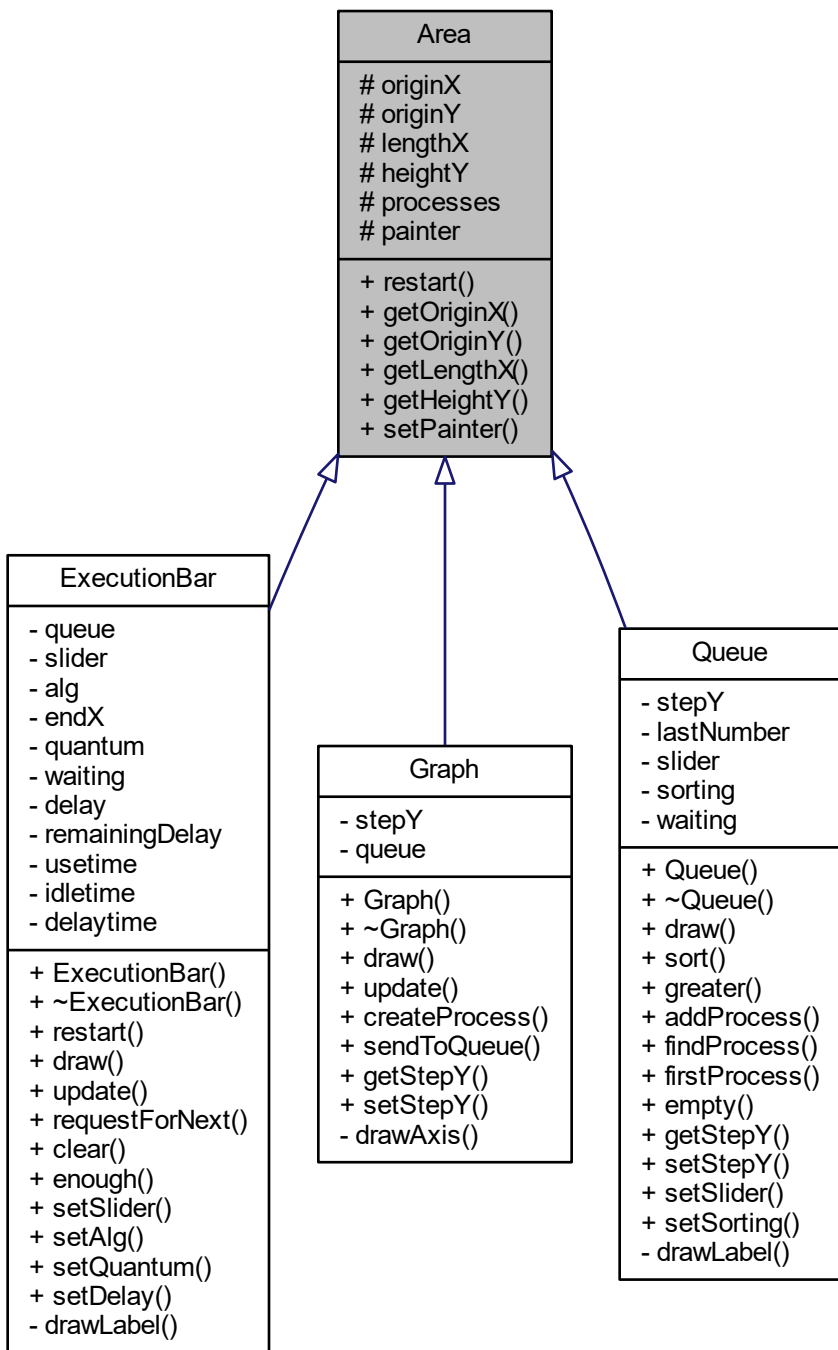 Area
# originX
# originY
# lengthX
# heightY
# processes
# painter
+ restart()
+ getOriginX()
+ getOriginY()
+ getLengthX()
+ getHeightY()
+ setPainter()
ExecutionBar
- queue
- slider
- alg
- endX
- quantum
- waiting
- delay
- remainingDelay
- usetime
- idletime
- delaytime
+ ExecutionBar()
+ ~ExecutionBar()
+ restart()
+ draw()
+ update()
+ requestForNext()
+ clear()
+ enough()
+ setSlider()
+ setAlg()
+ setQuantum()
+ setDelay()
- drawLabel()
Graph
- stepY
- queue
+ Graph()
+ ~Graph()
+ draw()
+ update()
+ createProcess()
+ sendToQueue()
+ getStepY()
+ setStepY()
- drawAxis()
Queue
- stepY
- lastNumber
- slider
- sorting
- waiting
+ Queue()
+ ~Queue()
+ draw()
+ sort()
+ greater()
+ addProcess()
+ findProcess()
+ firstProcess()
+ empty()
+ getStepY()
+ setStepY()
+ setSlider()
+ setSorting()
- drawLabel()